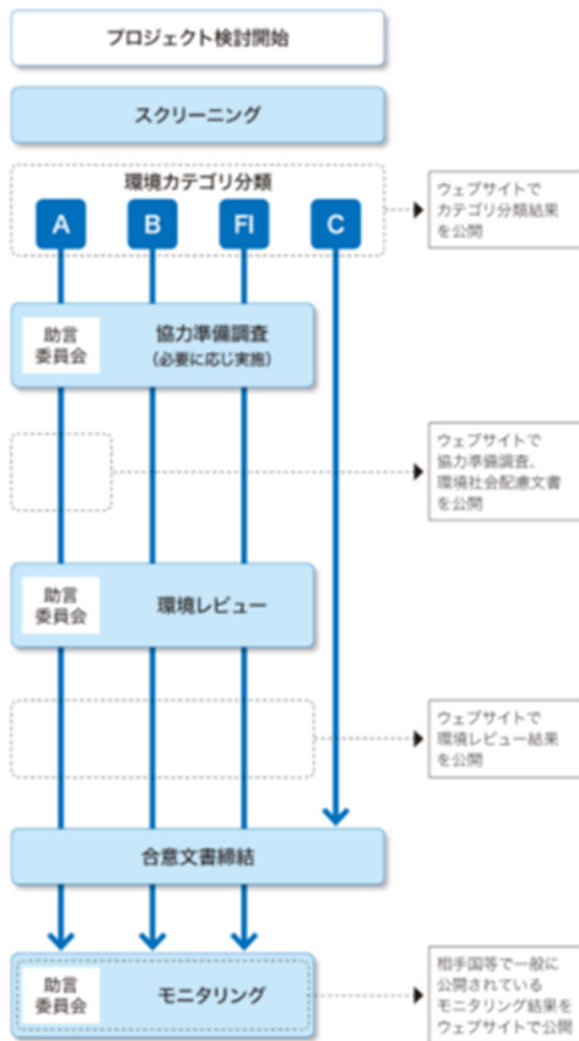 プロジェクト検討開始
スクリーニング
環境カテゴリ分類
A
B
FI
C
ウェブサイトで
カテゴリ分類結果
を公開
助言
委員会
協力準備調査
（必要に応じ実施）
ウェブサイトで
協力準備調査、
環境社会配慮文書
を公開
助言
委員会
環境レビュー
ウェブサイトで
環境レビュー結果
を公開
合意文書締結
助言
委員会
モニタリング
相手国等で一般に
公開されている
モニタリング結果を
ウェブサイトで公開